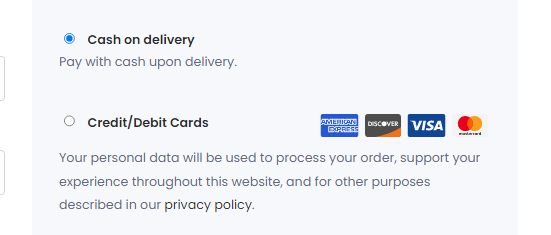 Cash on delivery
Pay with cash upon delivery.
Credit/Debit Cards
AMERICAN
EXPRESS
DISCOVER
VISA
mastercard
Your personal data will be used to process your order, support your
experience throughout this website, and for other purposes
described in our privacy policy.